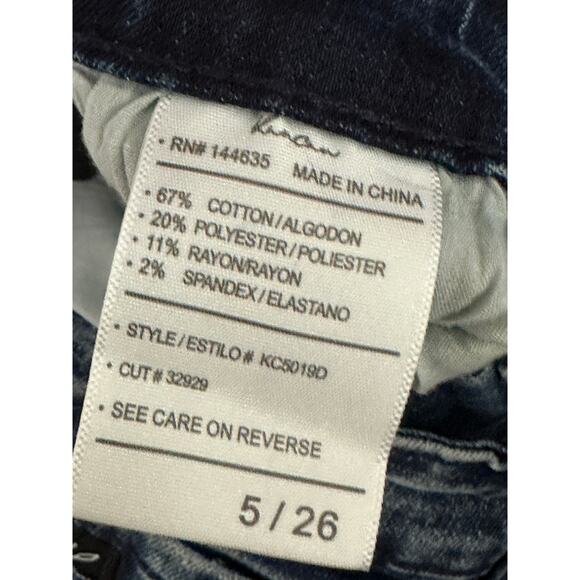 KanCan
• RN# 144635 MADE IN CHINA
• 67% COTTON/ALGODON
• 20% POLYESTER/POLIESTER
• 11% RAYON/RAYON
• 2% SPANDEX/ELASTANO
• STYLE/ESTILO# KC5019D
• CUT# 32929
• SEE CARE ON REVERSE
5/26